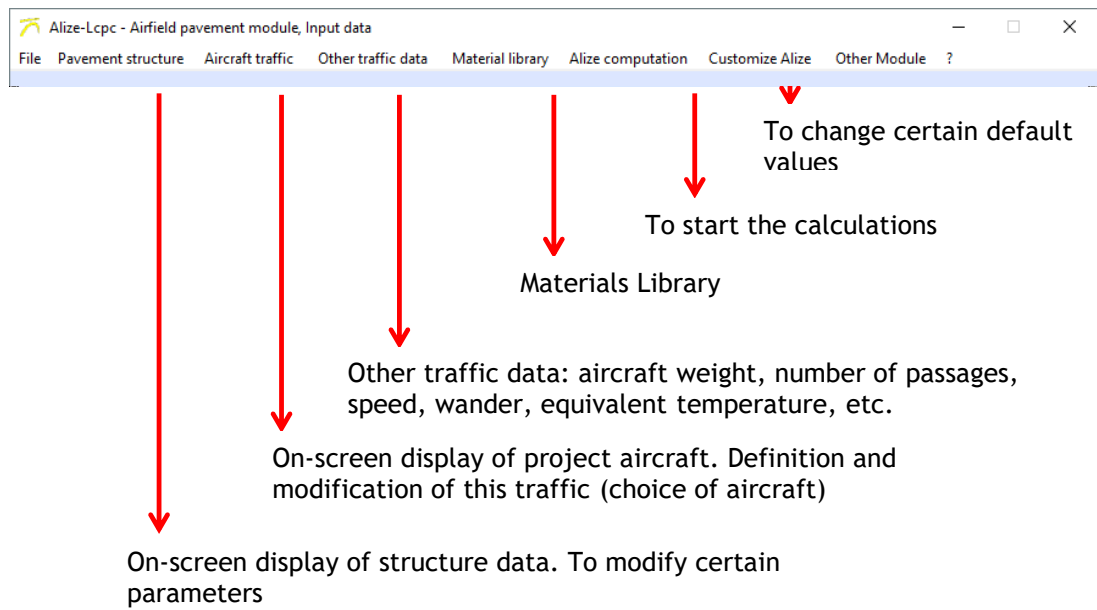 Alize-Lcpc - Airfield pavement module, Input data
File Pavement structure Aircraft traffic Other traffic data Material library Alize computation Customize Alize Other Module ?
To change certain default
values
To start the calculations
Materials Library
Other traffic data: aircraft weight, number of passages,
speed, wander, equivalent temperature, etc.
On-screen display of project aircraft. Definition and
modification of this traffic (choice of aircraft)
On-screen display of structure data. To modify certain
parameters